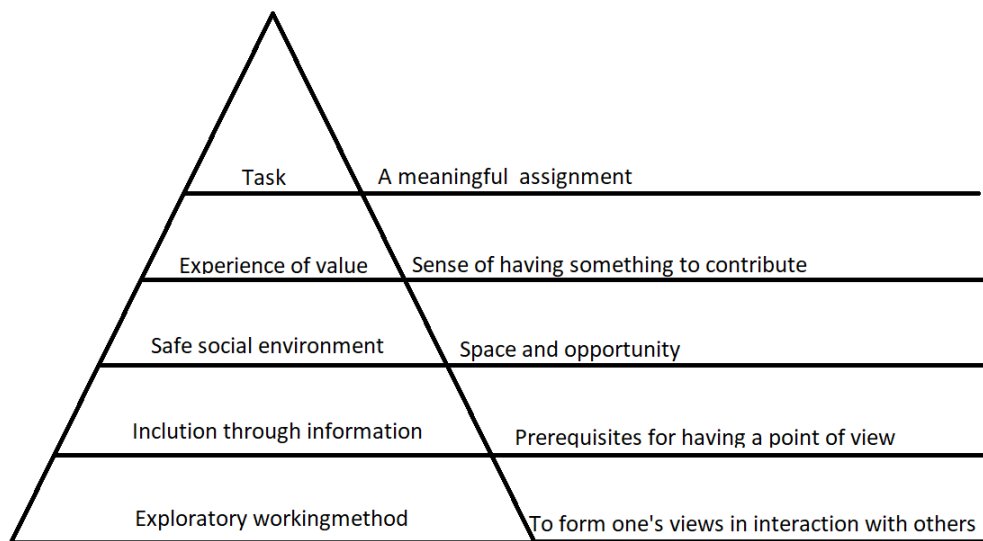 Task
A meaningful assignment
Experience of value
Sense of having something to contribute
Safe social environment
Space and opportunity
Inclution through information
Prerequisites for having a point of view
Exploratory workingmethod
To form one's views in interaction with others